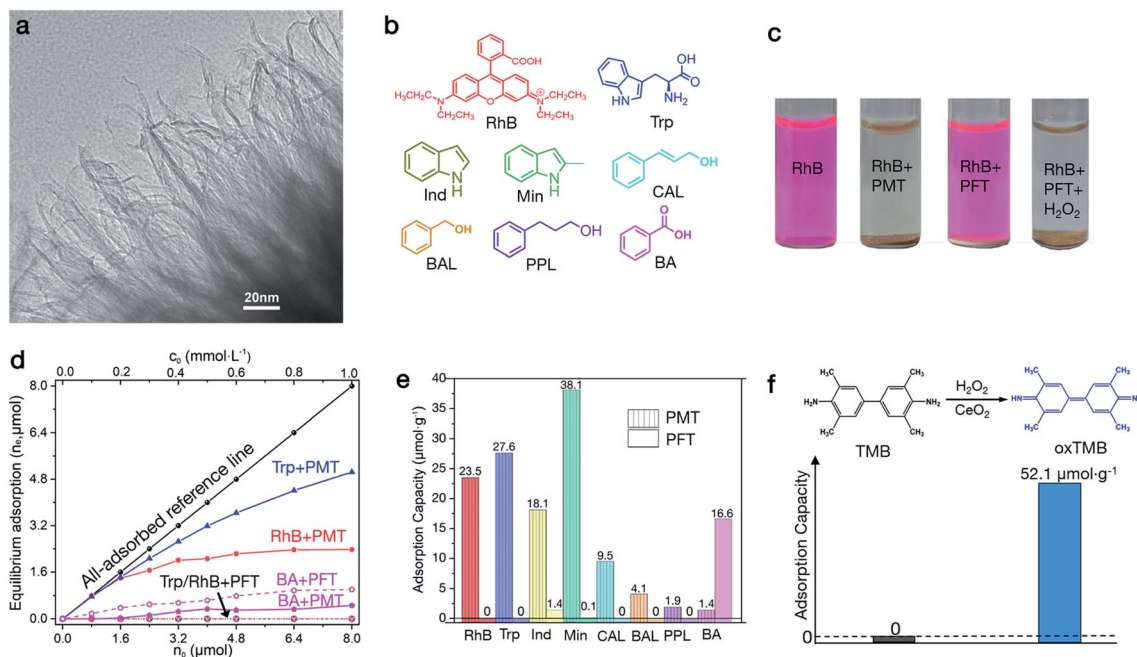 a
20nm
b
COOH
H₃CH₂C
N
CH₂CH₃
O
N
⊕
CH₂CH₃
CH₂CH₃
RhB
OH
O
NH₂
N
H
Trp
N
H
Ind
N
H
Min
OH
CAL
OH
BAL
OH
PPL
O
OH
BA
c
RhB
RhB+
PMT
RhB+
PFT
RhB+
PFT+
H₂O₂
d
c₀ (mmol·L⁻¹)
0.0 0.2 0.4 0.6 0.8 1.0
Equilibrium adsorption (nₑ,μmol)
8.0
6.4
4.8
3.2
1.6
0.0
All-adsorbed reference line
Trp+PMT
RhB+PMT
Trp/RhB+PFT
BA+PFT
BA+PMT
0.0 1.6 3.2 4.8 6.4 8.0
n₀ (μmol)
e
Adsorption Capacity (μmol·g⁻¹)
40
35
30
25
20
15
10
5
0
PMT
PFT
23.5 0 27.6 0 18.1 1.4 38.1 0.1 9.5 0 4.1 0 1.9 0 1.4 16.6
RhB Trp Ind Min CAL BAL PPL BA
f
CH₃ CH₃
H₂N NH₂
CH₃ CH₃
TMB
H₂O₂
CeO₂
CH₃ CH₃
HN N
CH₃ CH₃
oxTMB
Adsorption Capacity
0
0
52.1 μmol·g⁻¹